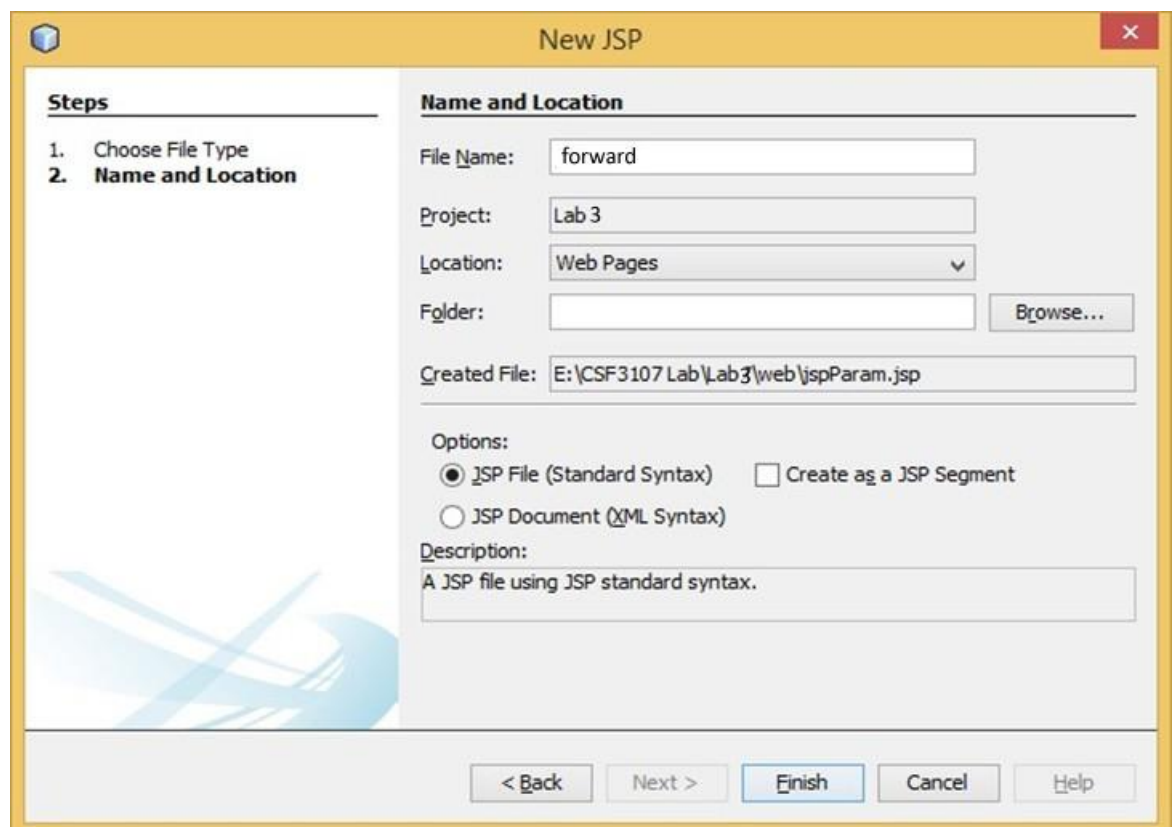 New JSP
Steps
1. Choose File Type
2. Name and Location
Name and Location
File Name: forward
Project: Lab 3
Location: Web Pages
Folder: Browse...
Created File: E:\CSF3107 Lab\Lab3\web\jspParam.jsp
Options:
JSP File (Standard Syntax) Create as a JSP Segment
JSP Document (XML Syntax)
Description:
A JSP file using JSP standard syntax.
< Back Next > Finish Cancel Help